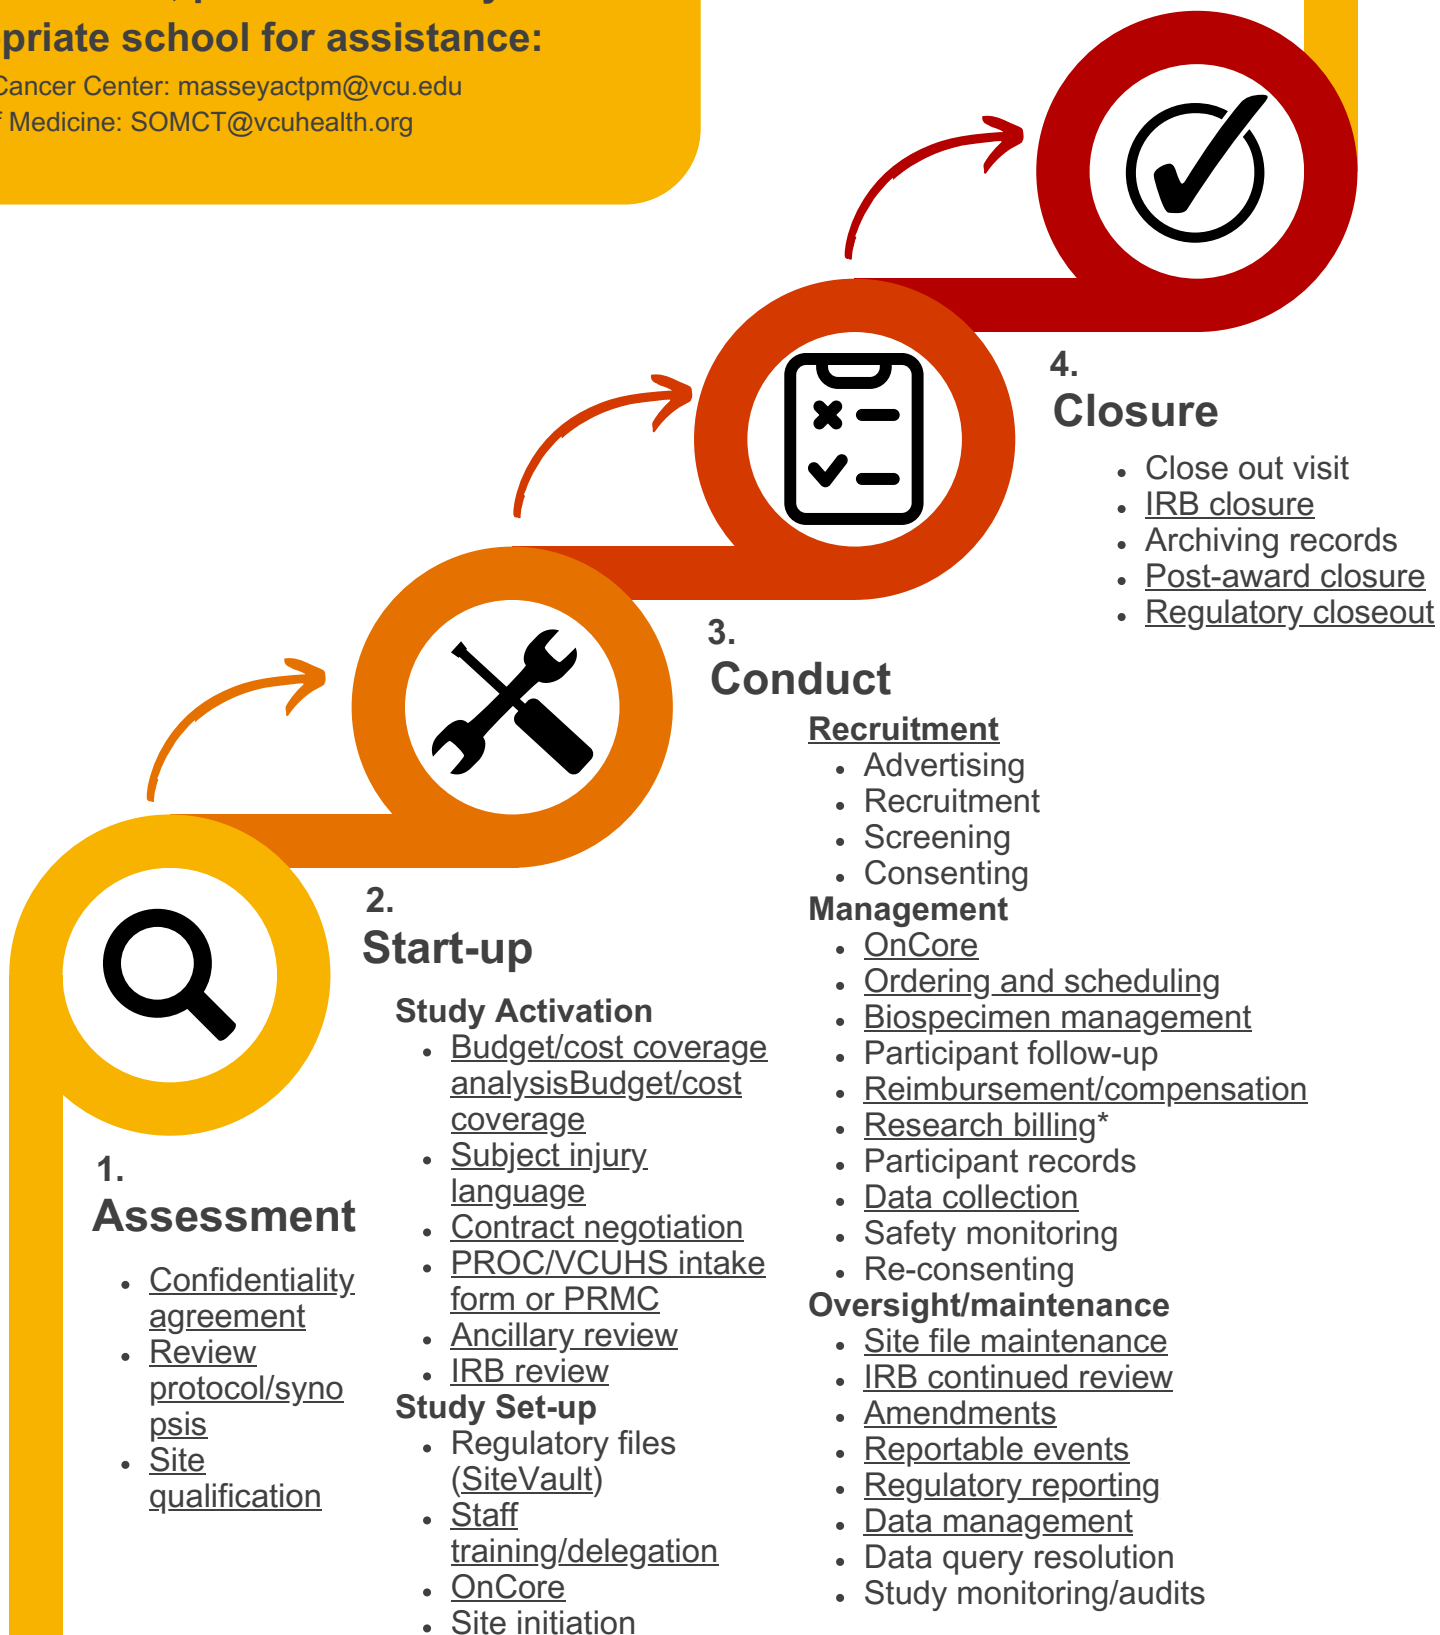 priate school for assistance:
Cancer Center: masseyactpm@vcu.edu
Medicine: SOMCT@vcuhealth.org
4.
Closure
• Close out visit
• IRB closure
• Archiving records
• Post-award closure
• Regulatory closeout
3.
Conduct
Recruitment
• Advertising
• Recruitment
• Screening
• Consenting
Management
• OnCore
• Ordering and scheduling
• Biospecimen management
• Participant follow-up
• Reimbursement/compensation
• Research billing*
• Participant records
• Data collection
• Safety monitoring
• Re-consenting
Oversight/maintenance
• Site file maintenance
• IRB continued review
• Amendments
• Reportable events
• Regulatory reporting
• Data management
• Data query resolution
• Study monitoring/audits
2.
Start-up
Study Activation
• Budget/cost coverage
analysisBudget/cost
coverage
• Subject injury
language
• Contract negotiation
• PROC/VCUHS intake
form or PRMC
• Ancillary review
• IRB review
Study Set-up
• Regulatory files
(SiteVault)
• Staff
training/delegation
• OnCore
• Site initiation
1.
Assessment
• Confidentiality
agreement
• Review
protocol/syno
psis
• Site
qualification